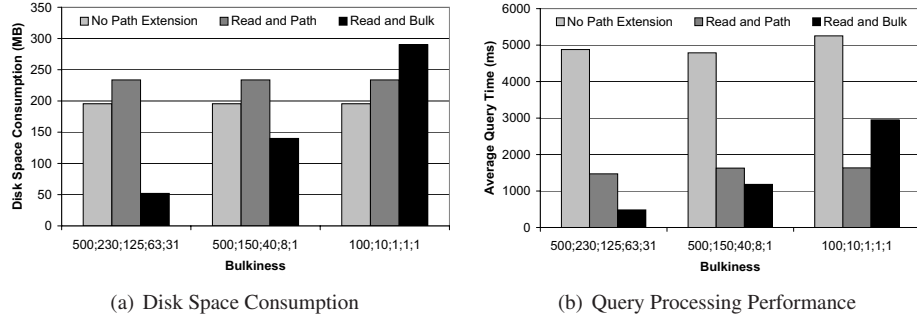 No Path Extension Read and Path Read and Bulk
350
300
250
200
150
100
50
0
Disk Space Consumption (MB)
500;230;125;63;31 500;150;40;8;1 100;10;1;1;1
Bulkiness
(a) Disk Space Consumption
No Path Extension Read and Path Read and Bulk
6000
5000
4000
3000
2000
1000
0
Average Query Time (ms)
500;230;125;63;31 500;150;40;8;1 100;10;1;1;1
Bulkiness
(b) Query Processing Performance